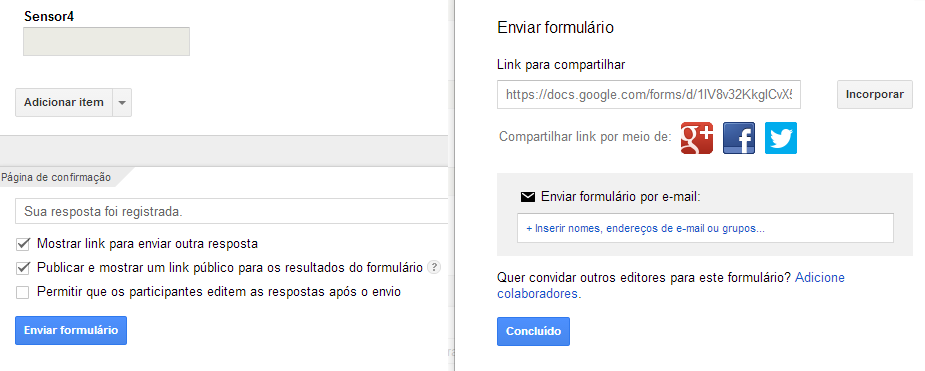 Sensor4
Adicionar item
Página de confirmação
Sua resposta foi registrada.
Mostrar link para enviar outra resposta
Publicar e mostrar um link público para os resultados do formulário ?
Permitir que os participantes editem as respostas após o envio
Enviar formulário
Enviar formulário
Link para compartilhar
https://docs.google.com/forms/d/1IV8v32KkglCvX5
Incorporar
Compartilhar link por meio de:
Enviar formulário por e-mail:
+ Inserir nomes, endereços de e-mail ou grupos...
Quer convidar outros editores para este formulário? Adicione
colaboradores.
Concluído